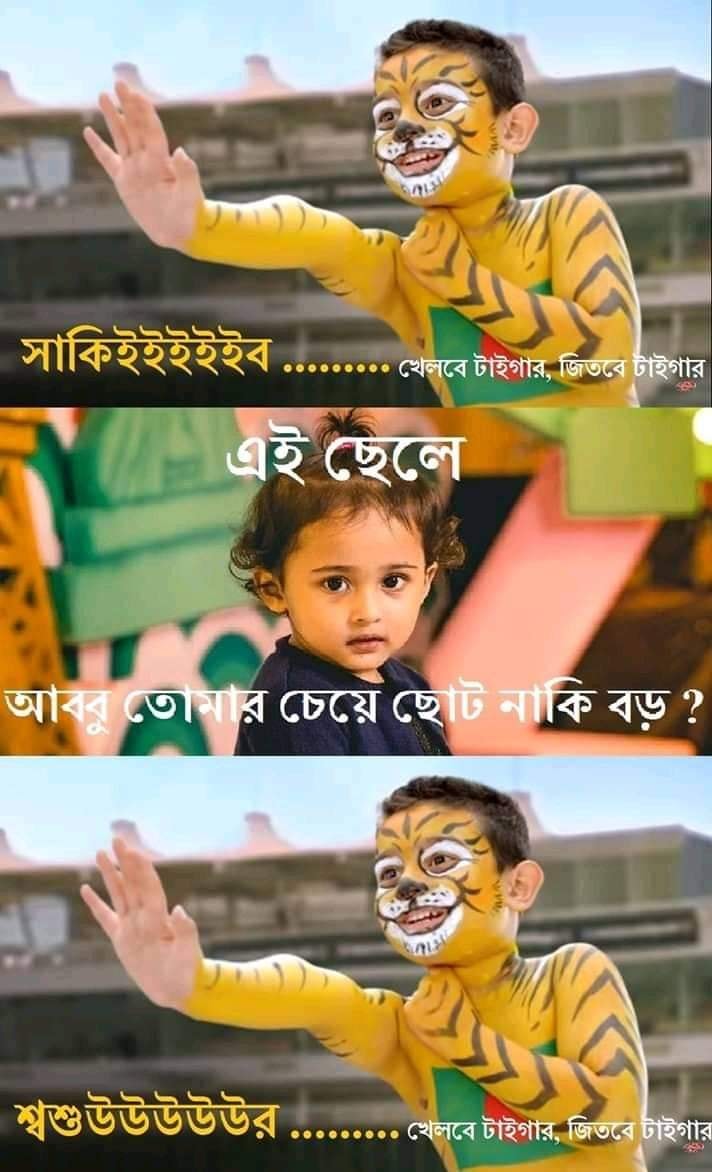 সাকিইইইইইব ......... খেলবে টাইগার, জিতবে টাইগার
এই ছেলে
আব্বু তোমার চেয়ে ছোট নাকি বড় ?
শ্বশুউউউউউর ......... খেলবে টাইগার, জিতবে টাইগার